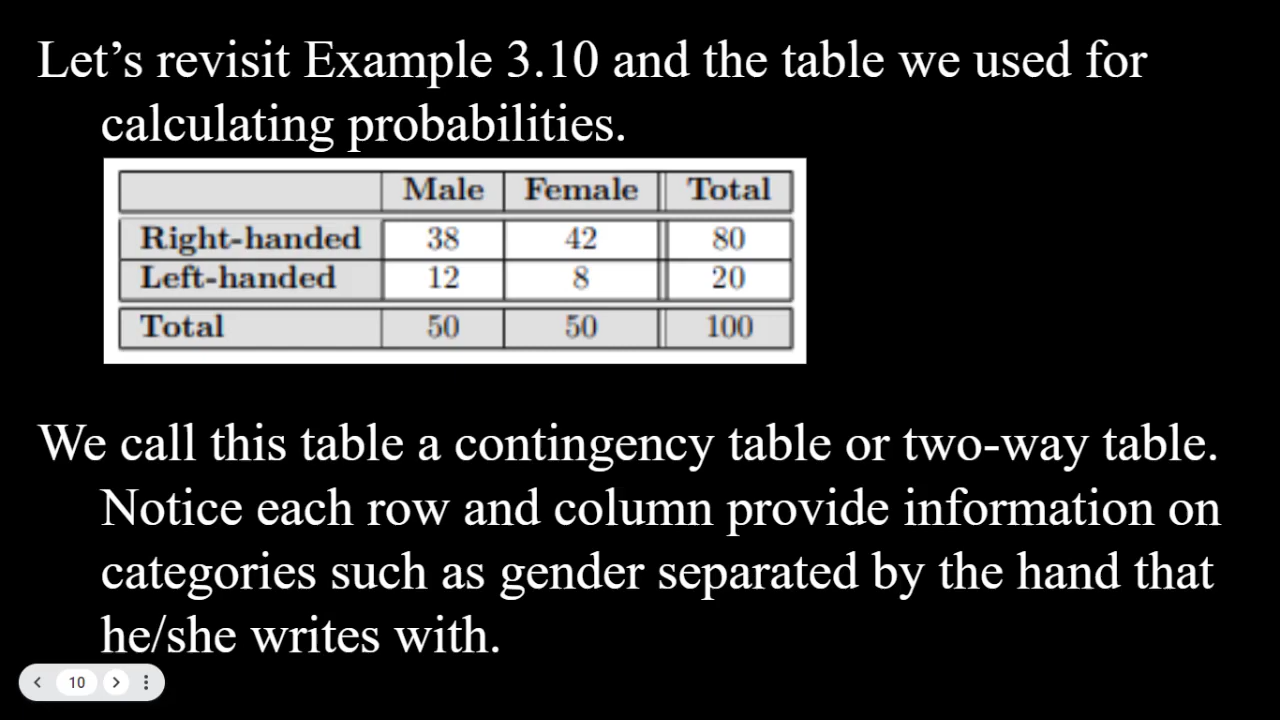 Let’s revisit Example 3.10 and the table we used for
calculating probabilities.
Male Female Total
Right-handed 38 42 80
Left-handed 12 8 20
Total 50 50 100
We call this table a contingency table or two-way table.
Notice each row and column provide information on
categories such as gender separated by the hand that
he/she writes with.
10